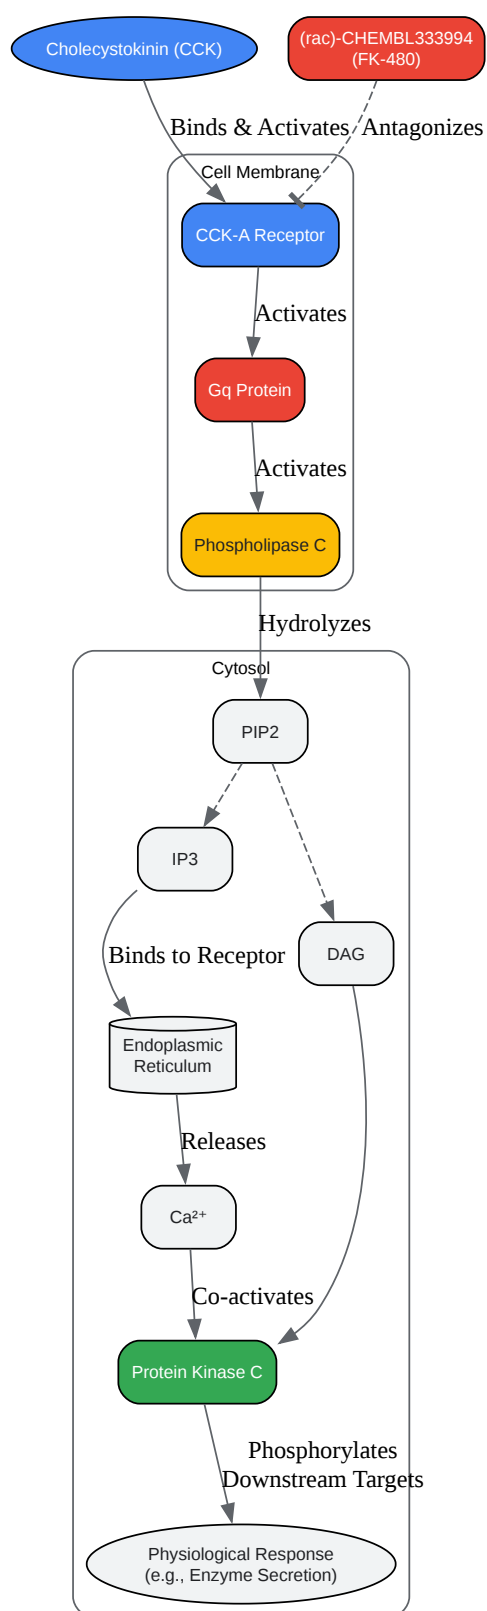 Cholecystokinin (CCK)
(rac)-CHEMBL333994
(FK-480)
Binds & Activates
Antagonizes
Cell Membrane
CCK-A Receptor
Activates
Gq Protein
Activates
Phospholipase C
Hydrolyzes
Cytosol
PIP2
IP3
Binds to Receptor
DAG
Endoplasmic
Reticulum
Releases
Ca²⁺
Co-activates
Protein Kinase C
Phosphorylates
Downstream Targets
Physiological Response
(e.g., Enzyme Secretion)